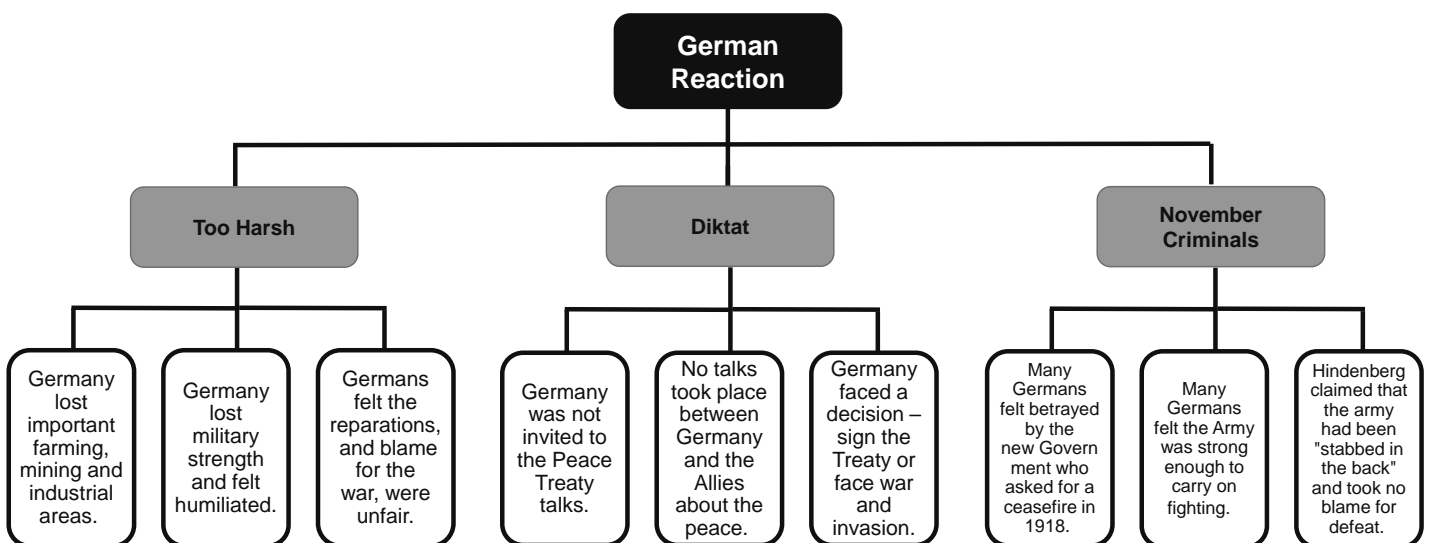 German
Reaction
Too Harsh
Diktat
November
Criminals
Germany
lost
important
farming,
mining and
industrial
areas.
Germany
lost
military
strength
and felt
humiliated.
Germans
felt the
reparations,
and blame
for the
war, were
unfair.
Germany
was not
invited to
the Peace
Treaty
talks.
No talks
took place
between
Germany
and the
Allies
about the
peace.
Germany
faced a
decision –
sign the
Treaty or
face war
and
invasion.
Many
Germans
felt betrayed
by the
new Govern
ment who
asked for a
ceasefire in
1918.
Many
Germans
felt the Army
was strong
enough to
carry on
fighting.
Hindenberg
claimed that
the army
had been
"stabbed in
the back"
and took no
blame for
defeat.